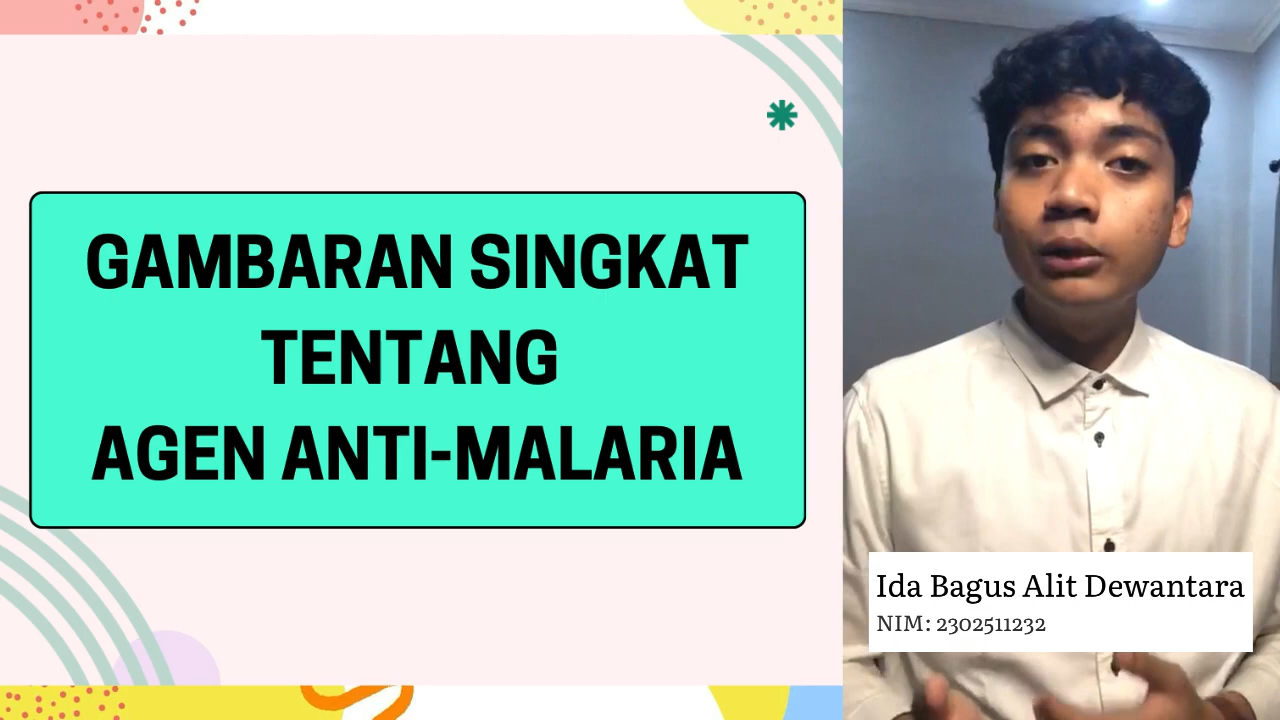 GAMBARAN SINGKAT
TENTANG
AGEN ANTI-MALARIA
Ida Bagus Alit Dewantara
NIM: 2302511232